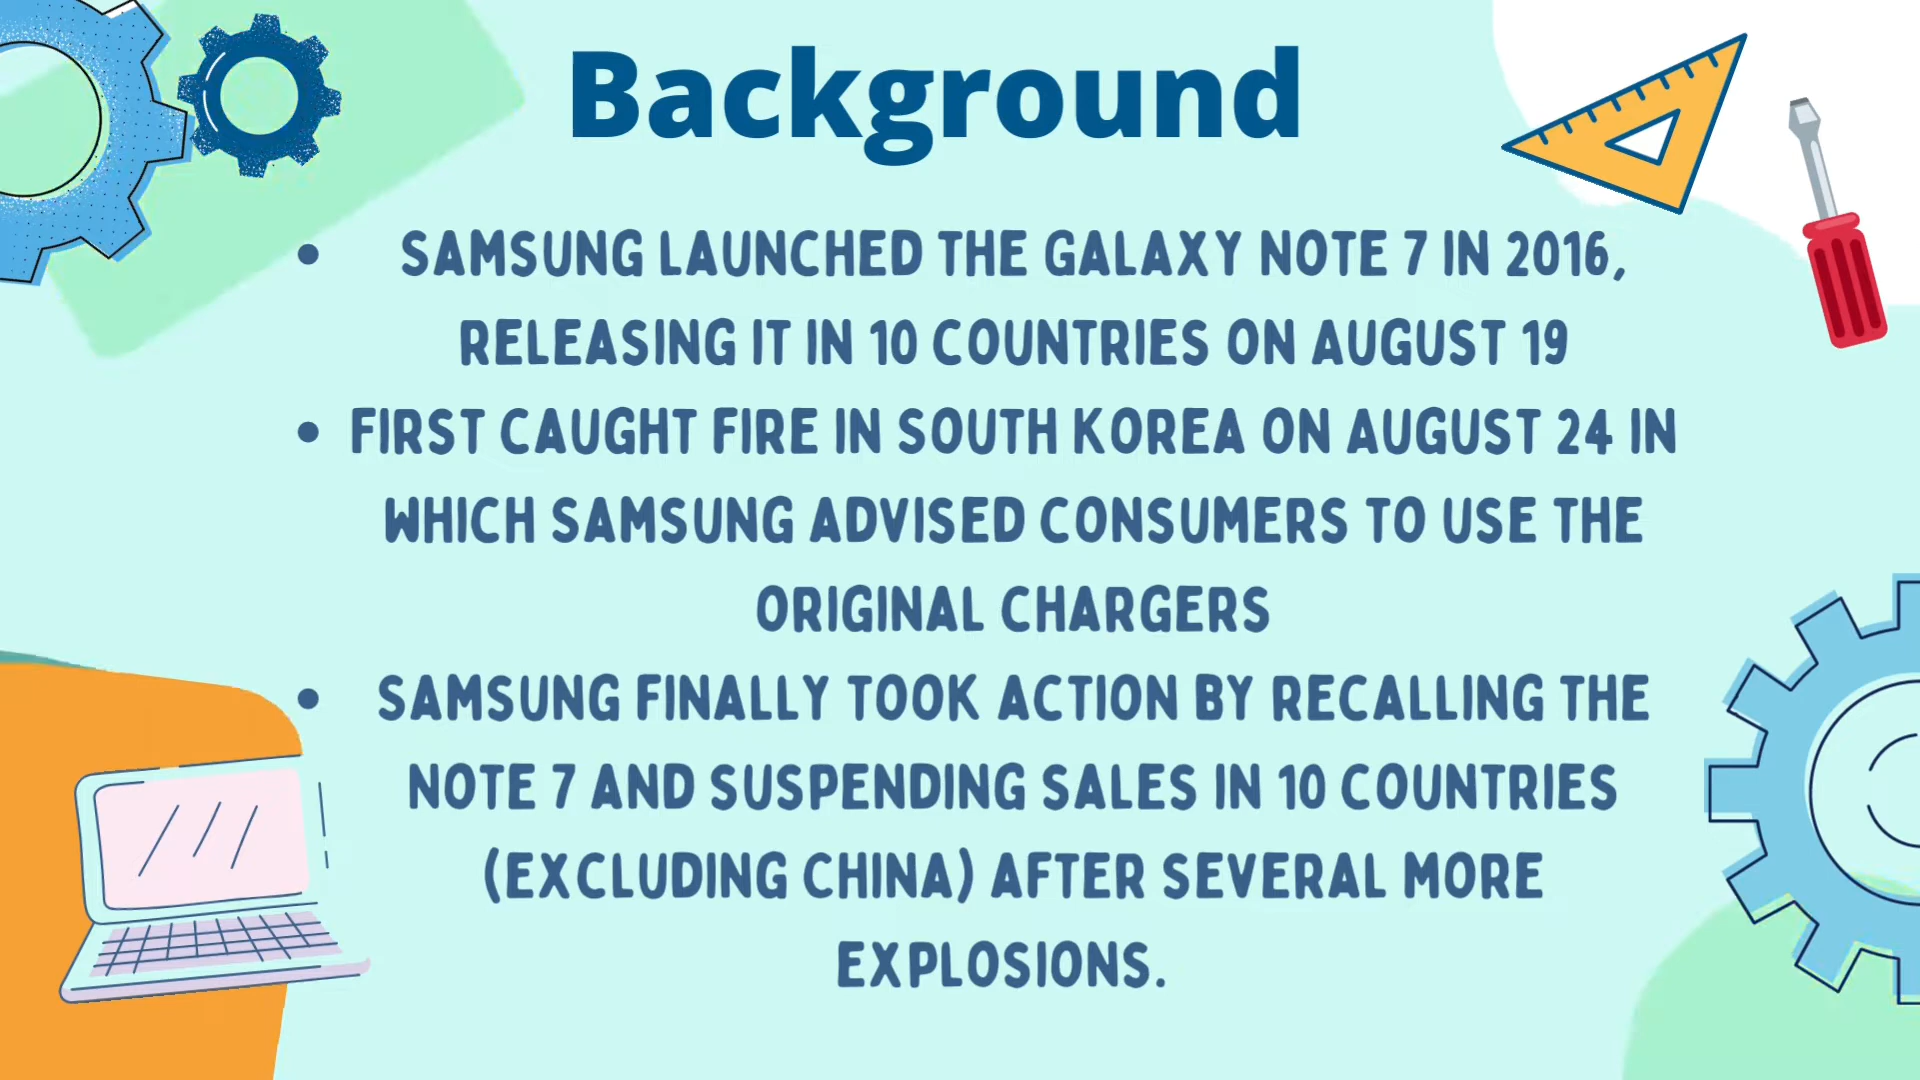 Background
• SAMSUNG LAUNCHED THE GALAXY NOTE 7 IN 2016,
RELEASING IT IN 10 COUNTRIES ON AUGUST 19
• FIRST CAUGHT FIRE IN SOUTH KOREA ON AUGUST 24 IN
WHICH SAMSUNG ADVISED CONSUMERS TO USE THE
ORIGINAL CHARGERS
• SAMSUNG FINALLY TOOK ACTION BY RECALLING THE
NOTE 7 AND SUSPENDING SALES IN 10 COUNTRIES
(EXCLUDING CHINA) AFTER SEVERAL MORE
EXPLOSIONS.